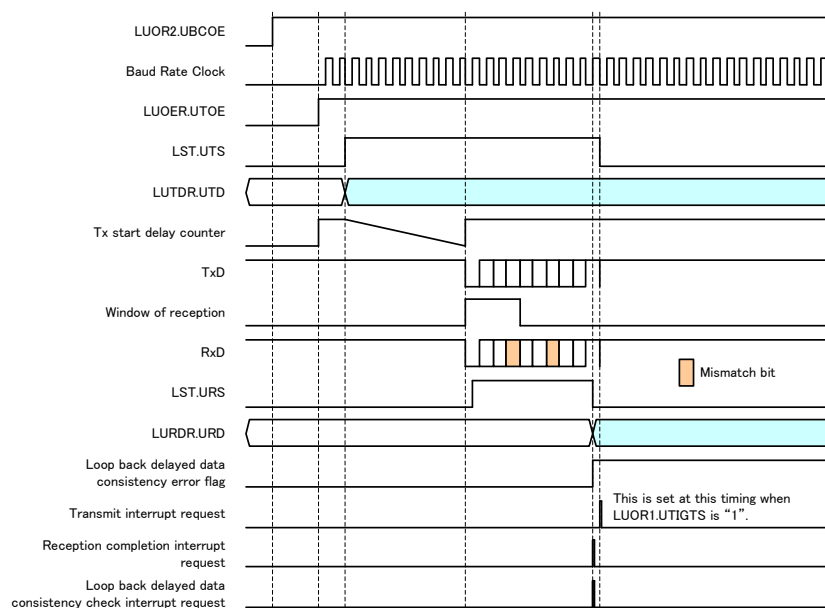 LUOR2.UBCOE
Baud Rate Clock
LUOER.UTOE
LST.UTS
LUTDR.UTD
Tx start delay counter
TxD
Window of reception
RxD
Mismatch bit
LST.URS
LURDR.URD
Loop back delayed data
consistency error flag
This is set at this timing when
LUOR1.UTIGTS is “1”.
Transmit interrupt request
Reception completion interrupt
request
Loop back delayed data
consistency check interrupt request